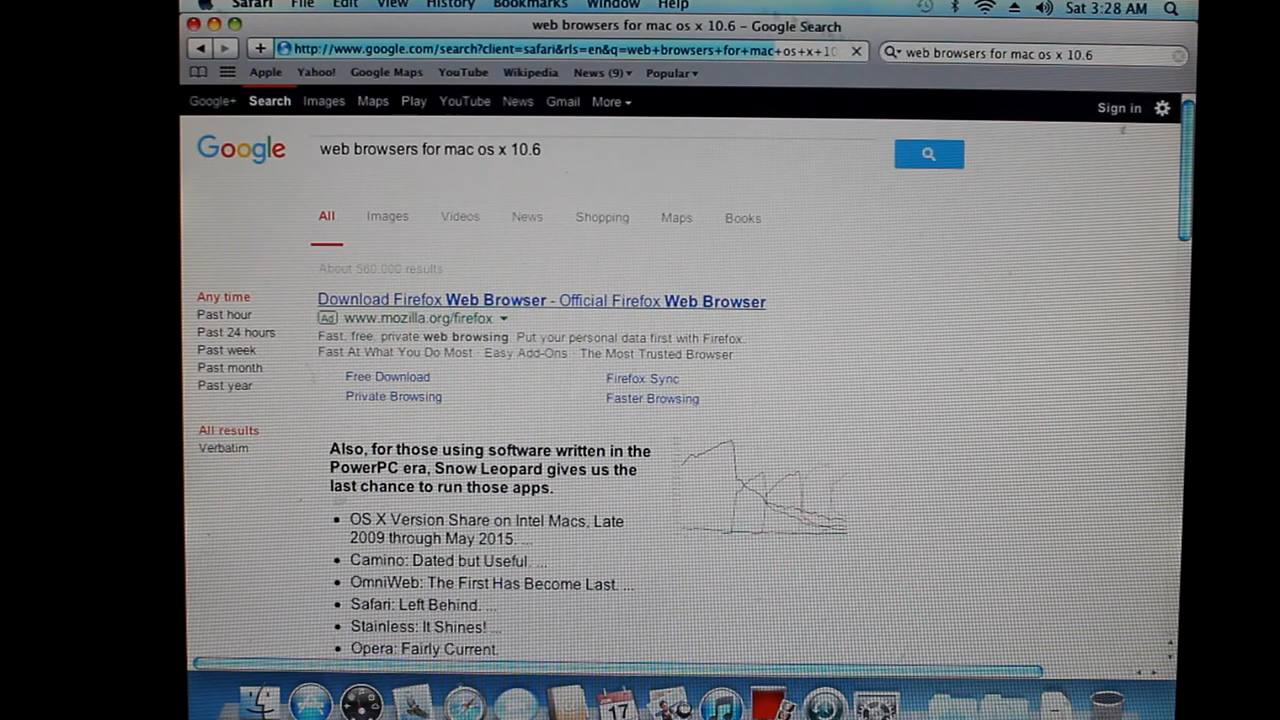 Safari File Edit View History Bookmarks Window Help Sat 3:28 AM
web browsers for mac os x 10.6 – Google Search
http://www.google.com/search?client=safari&rls=en&q=web+browsers+for+mac+os+x+10 web browsers for mac os x 10.6
Apple Yahoo! Google Maps YouTube Wikipedia News (9) Popular
Google+ Search Images Maps Play YouTube News Gmail More Sign in
Google web browsers for mac os x 10.6
All Images Videos News Shopping Maps Books
About 560,000 results
Any time
Past hour
Past 24 hours
Past week
Past month
Past year
All results
Verbatim
Download Firefox Web Browser - Official Firefox Web Browser
Ad www.mozilla.org/firefox
Fast, free, private web browsing. Put your personal data first with Firefox.
Fast At What You Do Most · Easy Add-Ons · The Most Trusted Browser
Free Download Firefox Sync
Private Browsing Faster Browsing
Also, for those using software written in the
PowerPC era, Snow Leopard gives us the
last chance to run those apps.
OS X Version Share on Intel Macs, Late
2009 through May 2015. ...
Camino: Dated but Useful. ...
OmniWeb: The First Has Become Last. ...
Safari: Left Behind. ...
Stainless: It Shines! ...
Opera: Fairly Current.
17